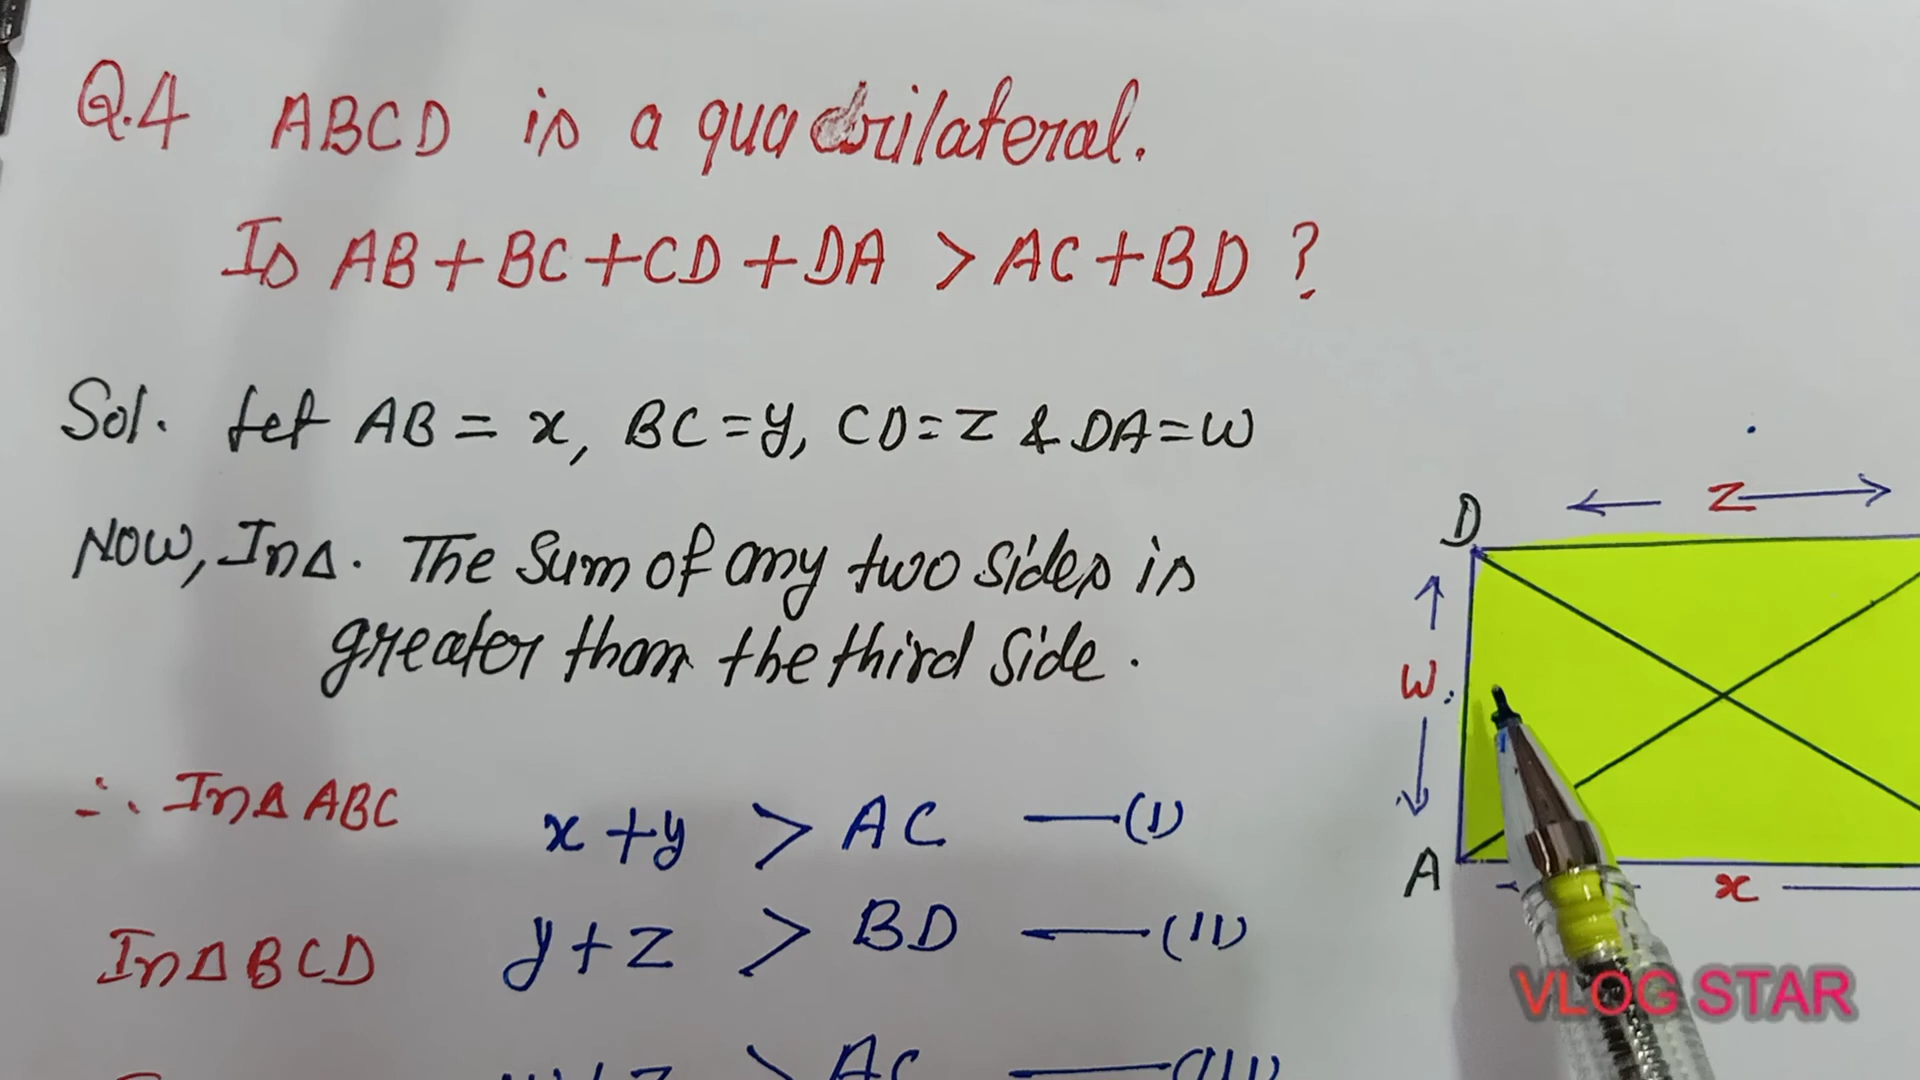 Q.4 ABCD is a quadrilateral.
Is AB+BC+CD+DA > AC+BD ?
Sol. Let AB = x, BC=y, CD=Z & DA=W
Now, In Δ. The Sum of any two sides is
greater than the third side.
∴ In Δ ABC x+y > AC —(I)
In Δ BCD y+z > BD —(II)
w+z > AC —(III)
D
Z
W
A
x
VLOG STAR